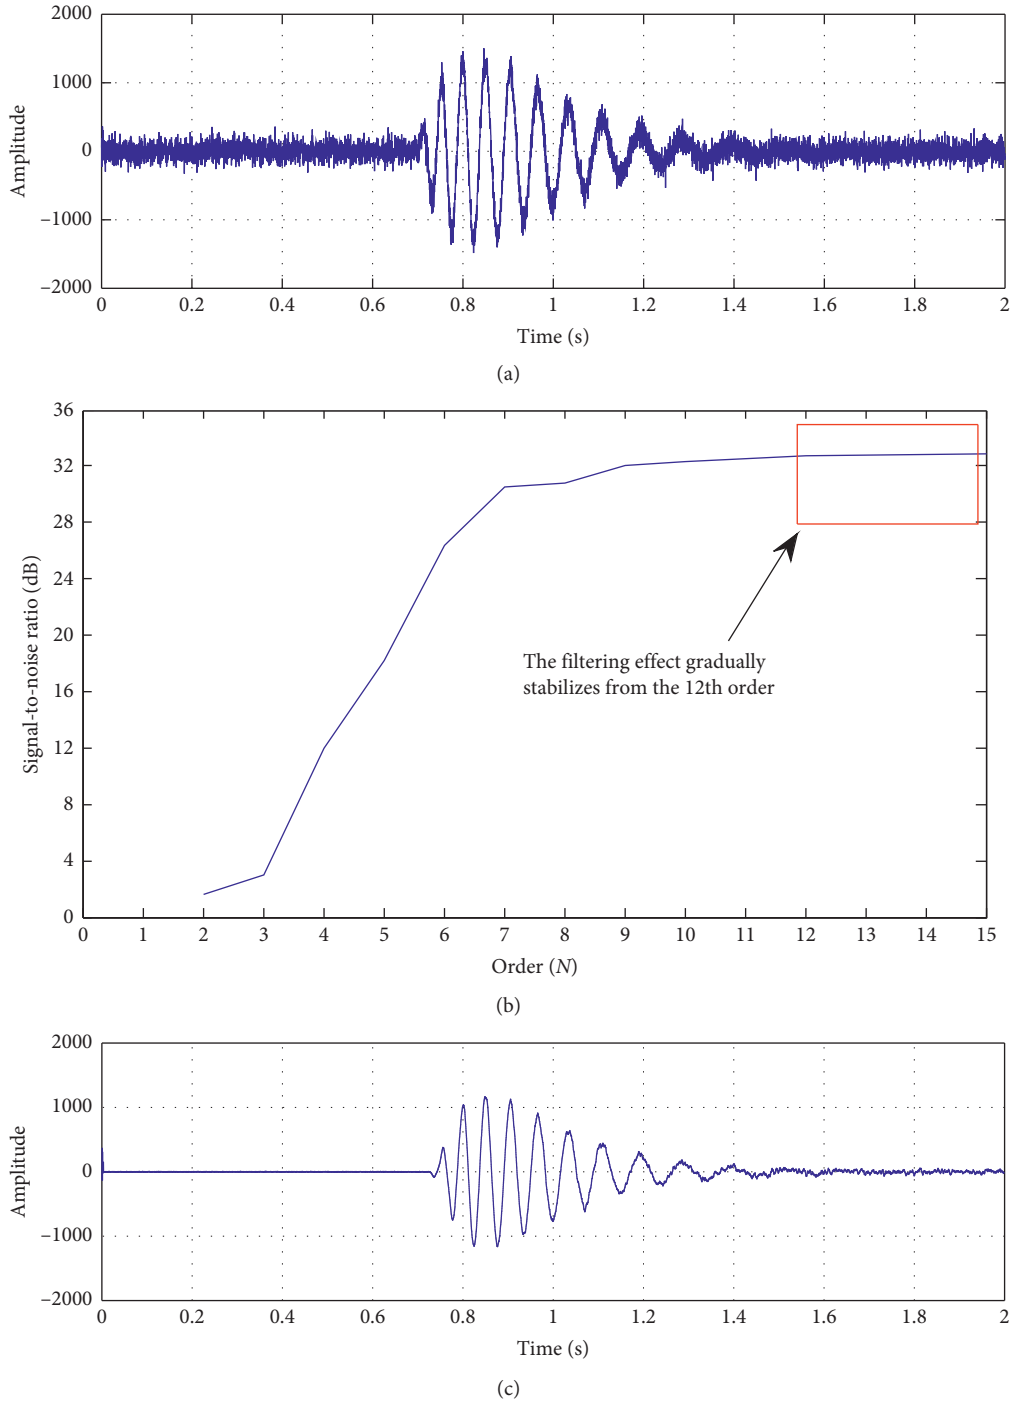 2000
1000
0
−1000
−2000
Amplitude
0 0.2 0.4 0.6 0.8 1 1.2 1.4 1.6 1.8 2
Time (s)
(a)
36
32
28
24
20
16
12
8
4
0
Signal-to-noise ratio (dB)
The filtering effect gradually
stabilizes from the 12th order
0 1 2 3 4 5 6 7 8 9 10 11 12 13 14 15
Order (N)
(b)
2000
1000
0
−1000
−2000
Amplitude
0 0.2 0.4 0.6 0.8 1 1.2 1.4 1.6 1.8 2
Time (s)
(c)